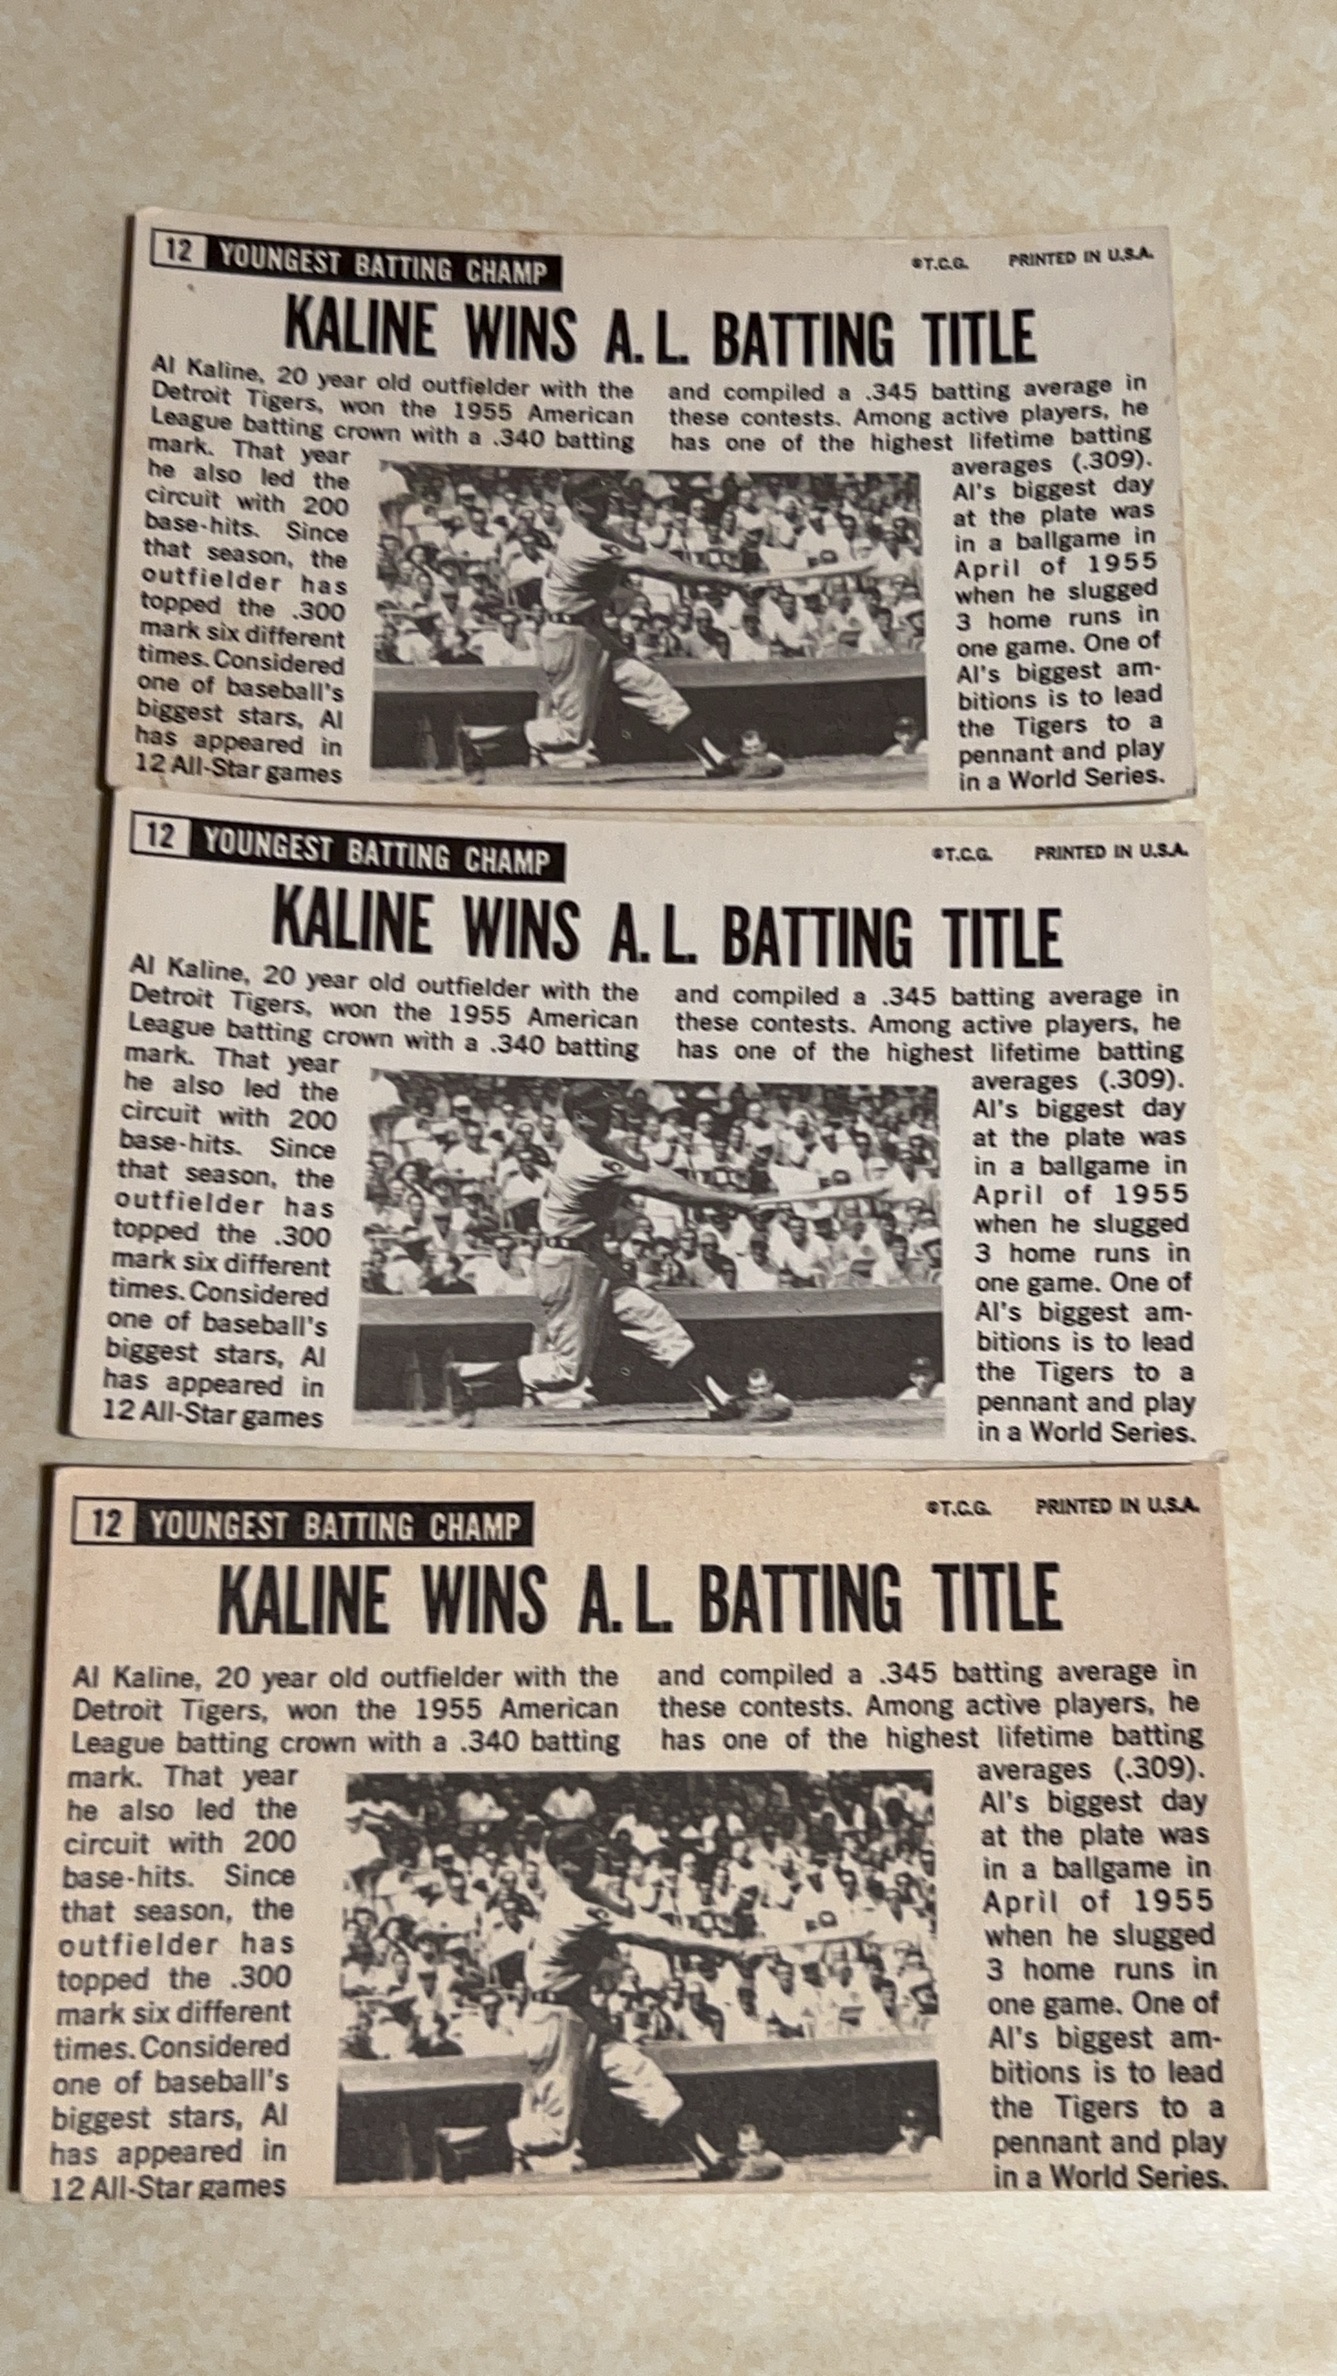 12 YOUNGEST BATTING CHAMP
©T.C.G. PRINTED IN U.S.A.
KALINE WINS A.L. BATTING TITLE
Al Kaline, 20 year old outfielder with the
Detroit Tigers, won the 1955 American
League batting crown with a .340 batting
mark. That year
he also led the
circuit with 200
base-hits. Since
that season, the
outfielder has
topped the .300
mark six different
times. Considered
one of baseball's
biggest stars, Al
has appeared in
12 All-Star games
and compiled a .345 batting average in
these contests. Among active players, he
has one of the highest lifetime batting
averages (.309).
Al's biggest day
at the plate was
in a ballgame in
April of 1955
when he slugged
3 home runs in
one game. One of
Al's biggest am-
bitions is to lead
the Tigers to a
pennant and play
in a World Series.
12 YOUNGEST BATTING CHAMP
©T.C.G. PRINTED IN U.S.A.
KALINE WINS A.L. BATTING TITLE
Al Kaline, 20 year old outfielder with the
Detroit Tigers, won the 1955 American
League batting crown with a .340 batting
mark. That year
he also led the
circuit with 200
base-hits. Since
that season, the
outfielder has
topped the .300
mark six different
times. Considered
one of baseball's
biggest stars, Al
has appeared in
12 All-Star games
and compiled a .345 batting average in
these contests. Among active players, he
has one of the highest lifetime batting
averages (.309).
Al's biggest day
at the plate was
in a ballgame in
April of 1955
when he slugged
3 home runs in
one game. One of
Al's biggest am-
bitions is to lead
the Tigers to a
pennant and play
in a World Series.
12 YOUNGEST BATTING CHAMP
©T.C.G. PRINTED IN U.S.A.
KALINE WINS A.L. BATTING TITLE
Al Kaline, 20 year old outfielder with the
Detroit Tigers, won the 1955 American
League batting crown with a .340 batting
mark. That year
he also led the
circuit with 200
base-hits. Since
that season, the
outfielder has
topped the .300
mark six different
times. Considered
one of baseball's
biggest stars, Al
has appeared in
12 All-Star games
and compiled a .345 batting average in
these contests. Among active players, he
has one of the highest lifetime batting
averages (.309).
Al's biggest day
at the plate was
in a ballgame in
April of 1955
when he slugged
3 home runs in
one game. One of
Al's biggest am-
bitions is to lead
the Tigers to a
pennant and play
in a World Series.